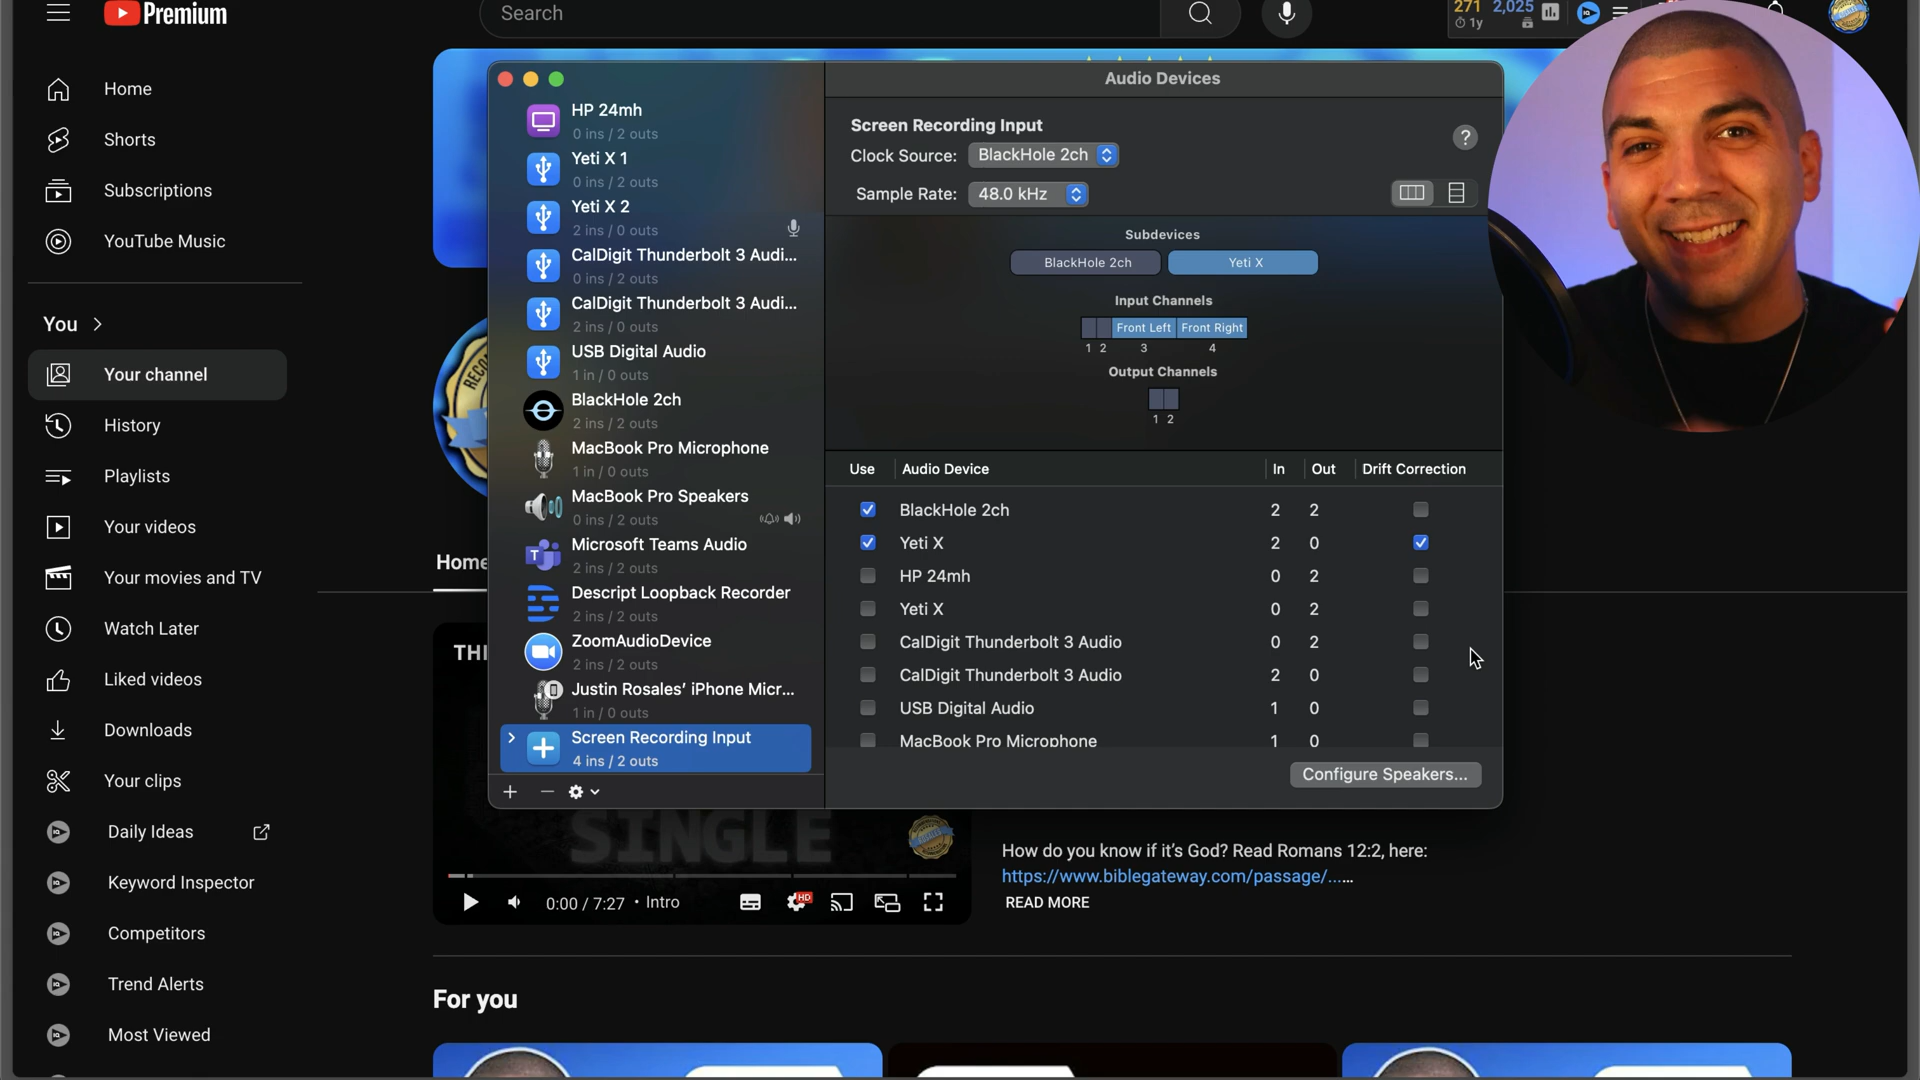 Premium
Search
271
2,025
1y
Home
Shorts
Subscriptions
YouTube Music
You
Your channel
History
Playlists
Your videos
Your movies and TV
Watch Later
Liked videos
Downloads
Your clips
Daily Ideas
Keyword Inspector
Competitors
Trend Alerts
Most Viewed
HP 24mh
0 ins / 2 outs
Yeti X 1
0 ins / 2 outs
Yeti X 2
2 ins / 0 outs
CalDigit Thunderbolt 3 Audi...
0 ins / 2 outs
CalDigit Thunderbolt 3 Audi...
2 ins / 0 outs
USB Digital Audio
1 in / 0 outs
BlackHole 2ch
2 ins / 2 outs
MacBook Pro Microphone
1 in / 0 outs
MacBook Pro Speakers
0 ins / 2 outs
Microsoft Teams Audio
2 ins / 2 outs
Descript Loopback Recorder
2 ins / 2 outs
ZoomAudioDevice
2 ins / 2 outs
Justin Rosales’ iPhone Micr...
1 in / 0 outs
Screen Recording Input
4 ins / 2 outs
Audio Devices
Screen Recording Input
?
Clock Source: BlackHole 2ch
Sample Rate: 48.0 kHz
Subdevices
BlackHole 2ch Yeti X
Input Channels
Front Left Front Right
1 2 3 4
Output Channels
1 2
Use Audio Device In Out Drift Correction
BlackHole 2ch 2 2
Yeti X 2 0
HP 24mh 0 2
Yeti X 0 2
CalDigit Thunderbolt 3 Audio 0 2
CalDigit Thunderbolt 3 Audio 2 0
USB Digital Audio 1 0
MacBook Pro Microphone 1 0
Configure Speakers...
Home
THI
SINGLE
0:00 / 7:27 • Intro
HD
How do you know if it's God? Read Romans 12:2, here:
https://www.biblegateway.com/passage/......
READ MORE
For you